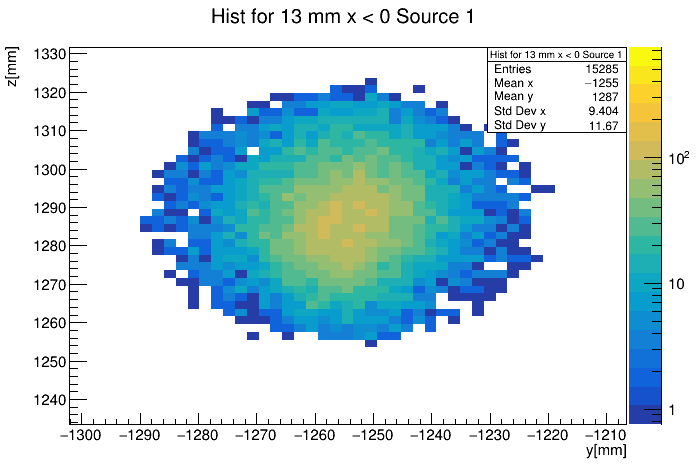 Hist for 13 mm x < 0 Source 1
z[mm]
1330
1320
1310
1300
1290
1280
1270
1260
1250
1240
Hist for 13 mm x < 0 Source 1
Entries 15285
Mean x −1255
Mean y 1287
Std Dev x 9.404
Std Dev y 11.67
10²
10
1
−1300 −1290 −1280 −1270 −1260 −1250 −1240 −1230 −1220 −1210
y[mm]